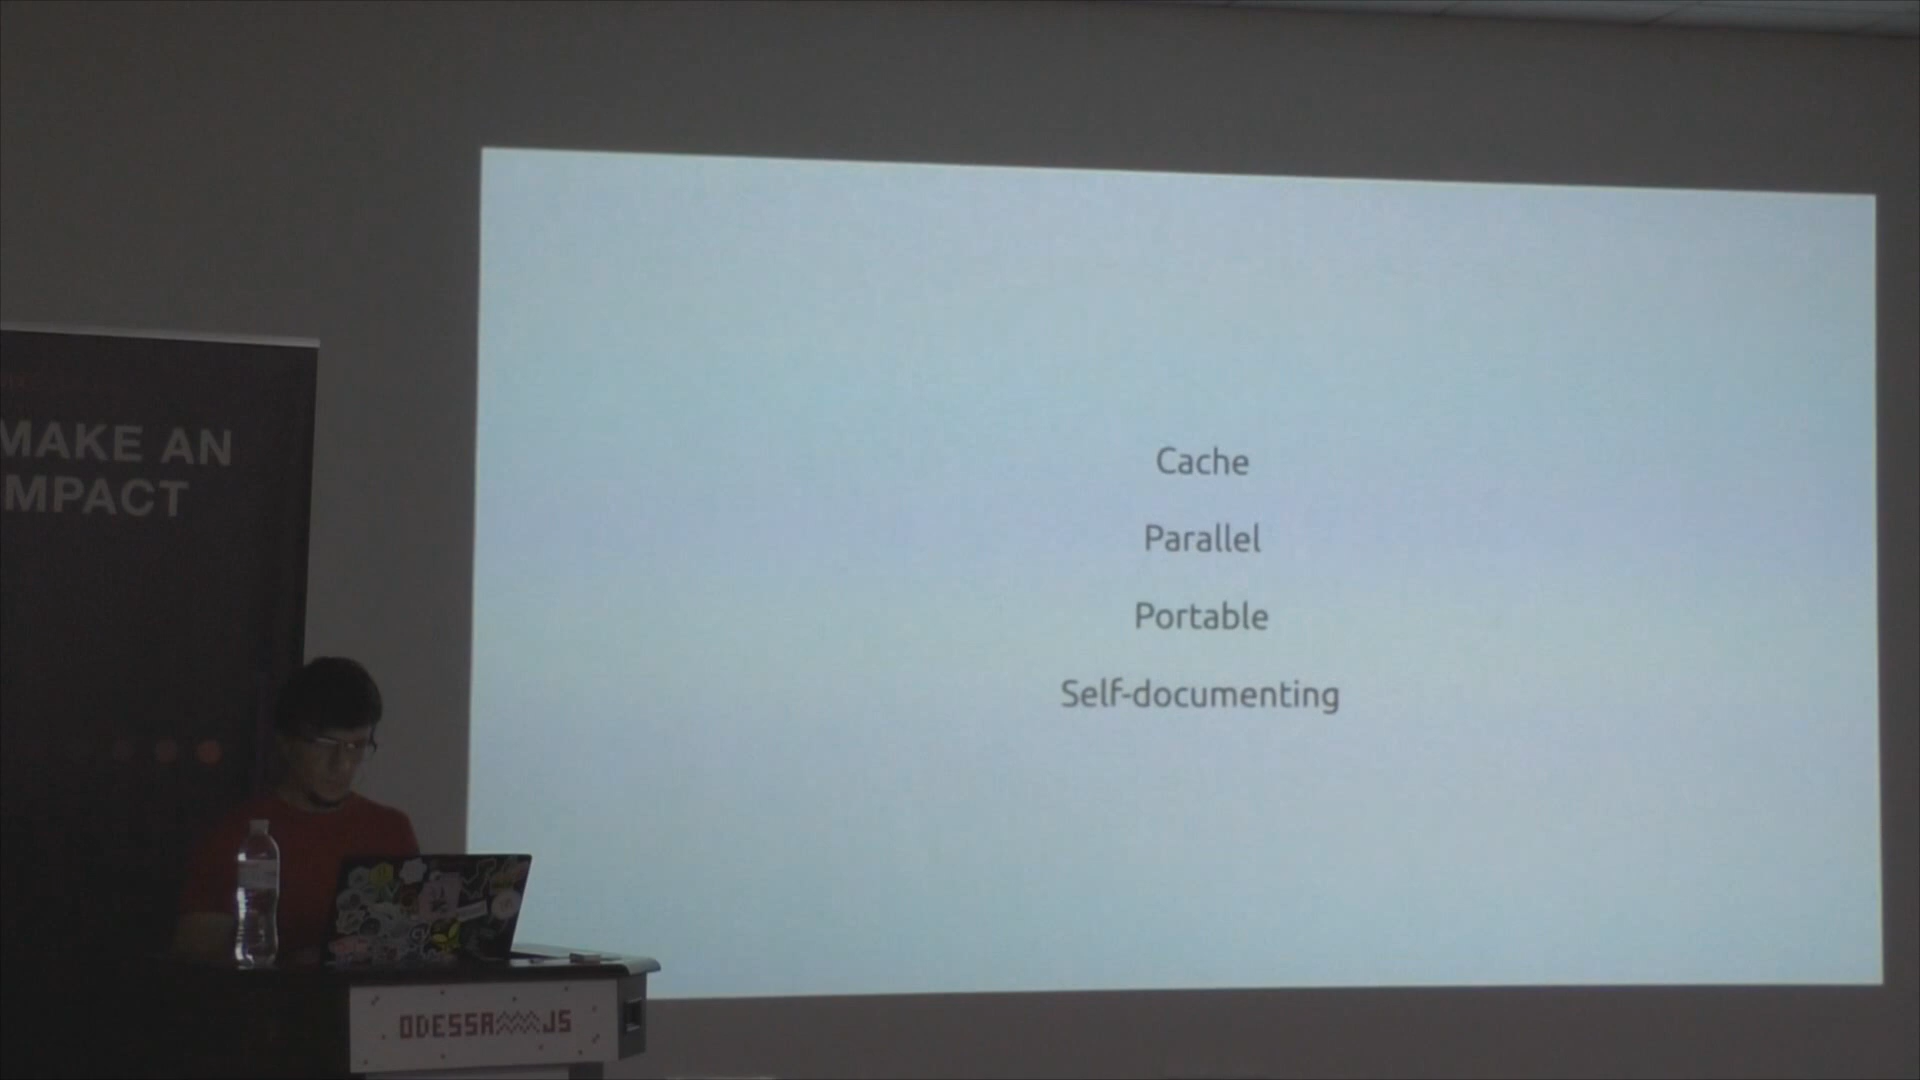 MAKE AN
MPACT
Cache
Parallel
Portable
Self-documenting
ODESSA JS